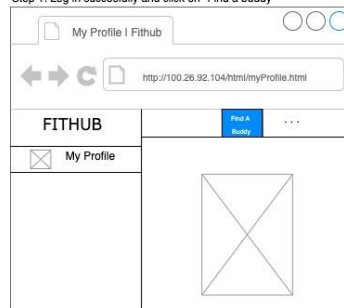 Step 1: Log in successfully and click on "Find a buddy"
My Profile I Fithub
http://100.26.92.104/html/myProfile.html
FITHUB
Find A
Buddy
...
My Profile